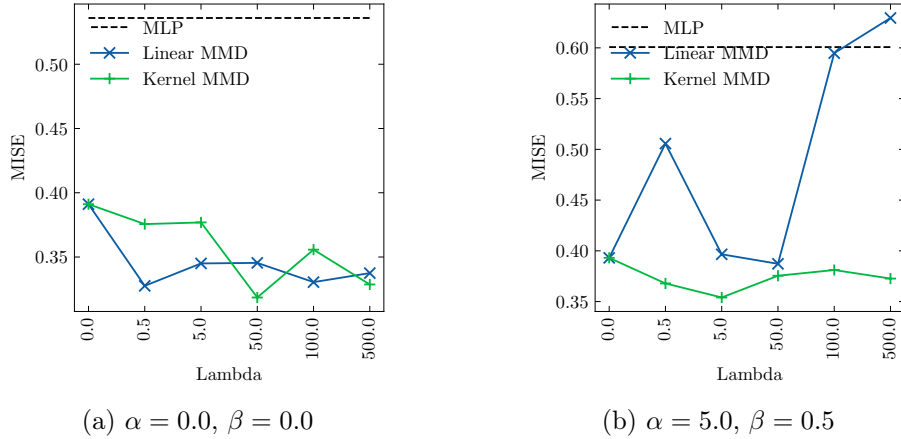 MLP
Linear MMD
Kernel MMD
0.50
0.45
0.40
0.35
MISE
0.0
0.5
5.0
50.0
100.0
500.0
Lambda
(a) α = 0.0, β = 0.0
MLP
Linear MMD
Kernel MMD
0.60
0.55
0.50
0.45
0.40
0.35
MISE
0.0
0.5
5.0
50.0
100.0
500.0
Lambda
(b) α = 5.0, β = 0.5